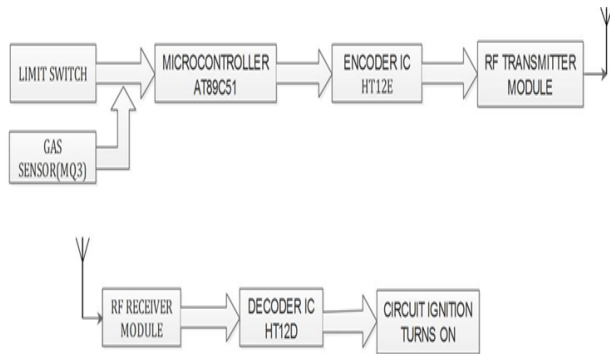 LIMIT SWITCH
MICROCONTROLLER
AT89C51
ENCODER IC
HT12E
RF TRANSMITTER
MODULE
GAS
SENSOR(MQ3)
RF RECEIVER
MODULE
DECODER IC
HT12D
CIRCUIT IGNITION
TURNS ON